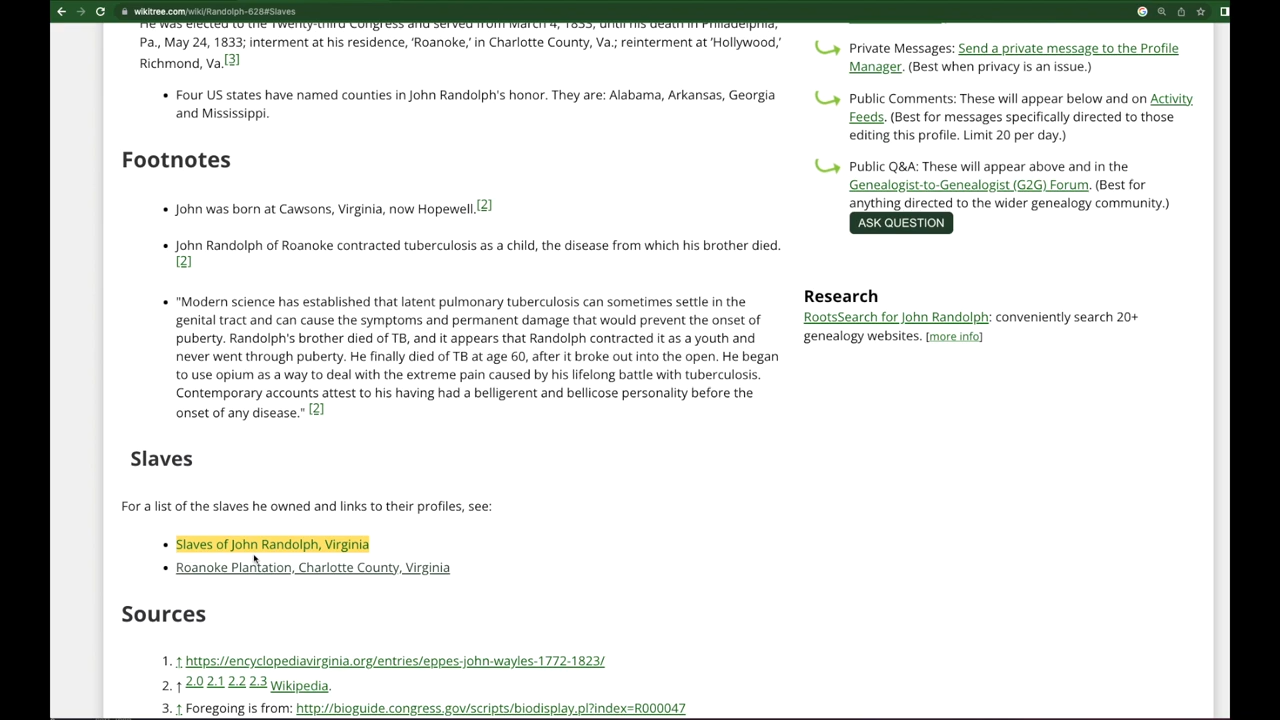 wikitree.com/wiki/Randolph-628#Slaves
He was elected to the Twenty-third Congress and served from March 4, 1833, until his death in Philadelphia,
Pa., May 24, 1833; interment at his residence, ‘Roanoke,’ in Charlotte County, Va.; reinterment at ‘Hollywood,’
Richmond, Va.[3]
• Four US states have named counties in John Randolph's honor. They are: Alabama, Arkansas, Georgia
and Mississippi.
Footnotes
• John was born at Cawsons, Virginia, now Hopewell.[2]
• John Randolph of Roanoke contracted tuberculosis as a child, the disease from which his brother died.
[2]
• "Modern science has established that latent pulmonary tuberculosis can sometimes settle in the
genital tract and can cause the symptoms and permanent damage that would prevent the onset of
puberty. Randolph's brother died of TB, and it appears that Randolph contracted it as a youth and
never went through puberty. He finally died of TB at age 60, after it broke out into the open. He began
to use opium as a way to deal with the extreme pain caused by his lifelong battle with tuberculosis.
Contemporary accounts attest to his having had a belligerent and bellicose personality before the
onset of any disease." [2]
Slaves
For a list of the slaves he owned and links to their profiles, see:
• Slaves of John Randolph, Virginia
• Roanoke Plantation, Charlotte County, Virginia
Sources
1. ↑ https://encyclopediavirginia.org/entries/eppes-john-wayles-1772-1823/
2. ↑ 2.0 2.1 2.2 2.3 Wikipedia.
3. ↑ Foregoing is from: http://bioguide.congress.gov/scripts/biodisplay.pl?index=R000047
Private Messages: Send a private message to the Profile
Manager. (Best when privacy is an issue.)
Public Comments: These will appear below and on Activity
Feeds. (Best for messages specifically directed to those
editing this profile. Limit 20 per day.)
Public Q&A: These will appear above and in the
Genealogist-to-Genealogist (G2G) Forum. (Best for
anything directed to the wider genealogy community.)
ASK QUESTION
Research
RootsSearch for John Randolph: conveniently search 20+
genealogy websites. [more info]